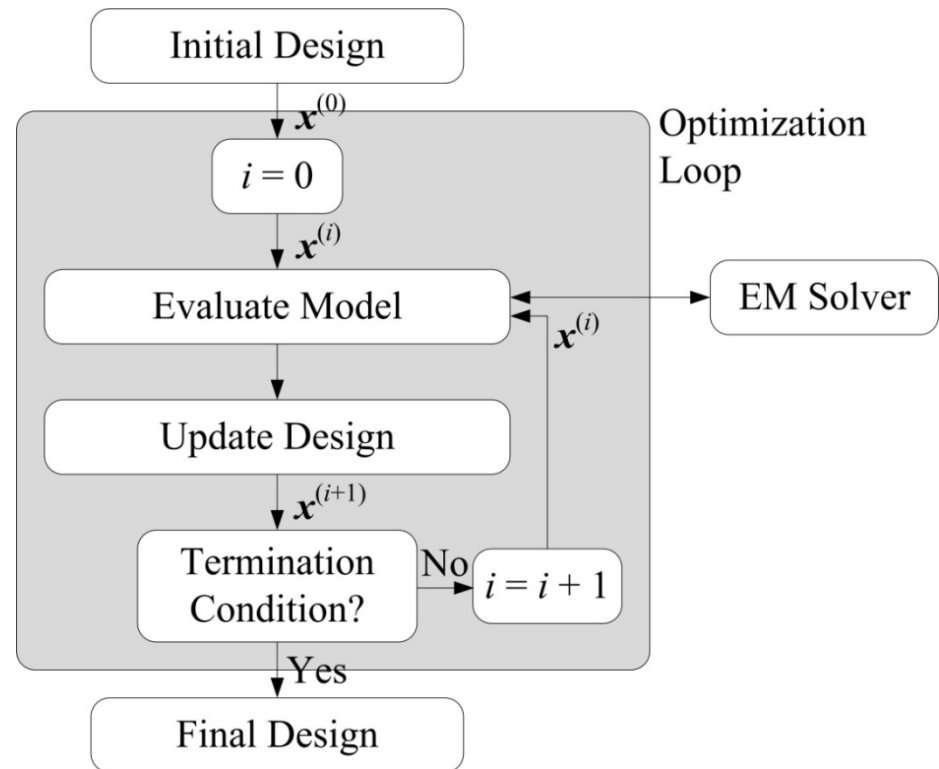 Initial Design
x^(0)
Optimization
Loop
i = 0
x^(i)
Evaluate Model
EM Solver
x^(i)
Update Design
x^(i+1)
Termination
Condition?
No
i = i + 1
Yes
Final Design